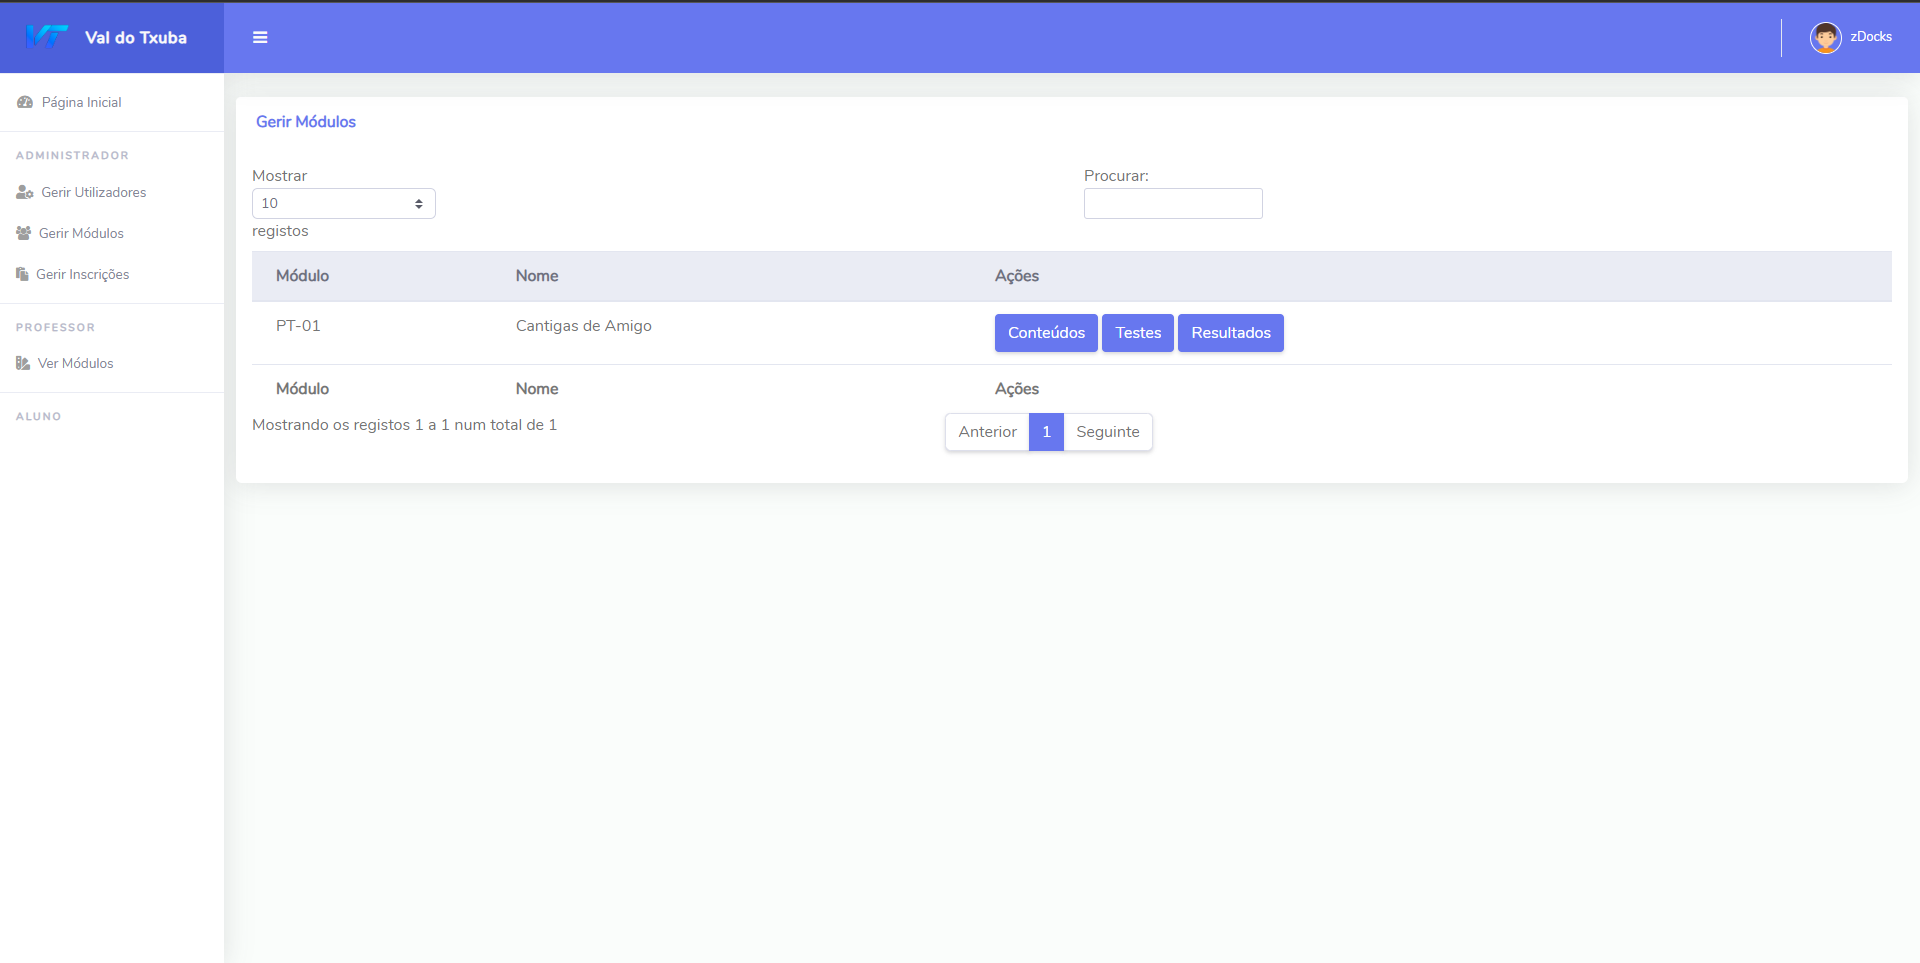 VT Val do Txuba
zDocks
Página Inicial
ADMINISTRADOR
Gerir Utilizadores
Gerir Módulos
Gerir Inscrições
PROFESSOR
Ver Módulos
ALUNO
Gerir Módulos
Mostrar
10
registos
Procurar:
Módulo Nome Ações
PT-01 Cantigas de Amigo Conteúdos Testes Resultados
Módulo Nome Ações
Mostrando os registos 1 a 1 num total de 1
Anterior 1 Seguinte